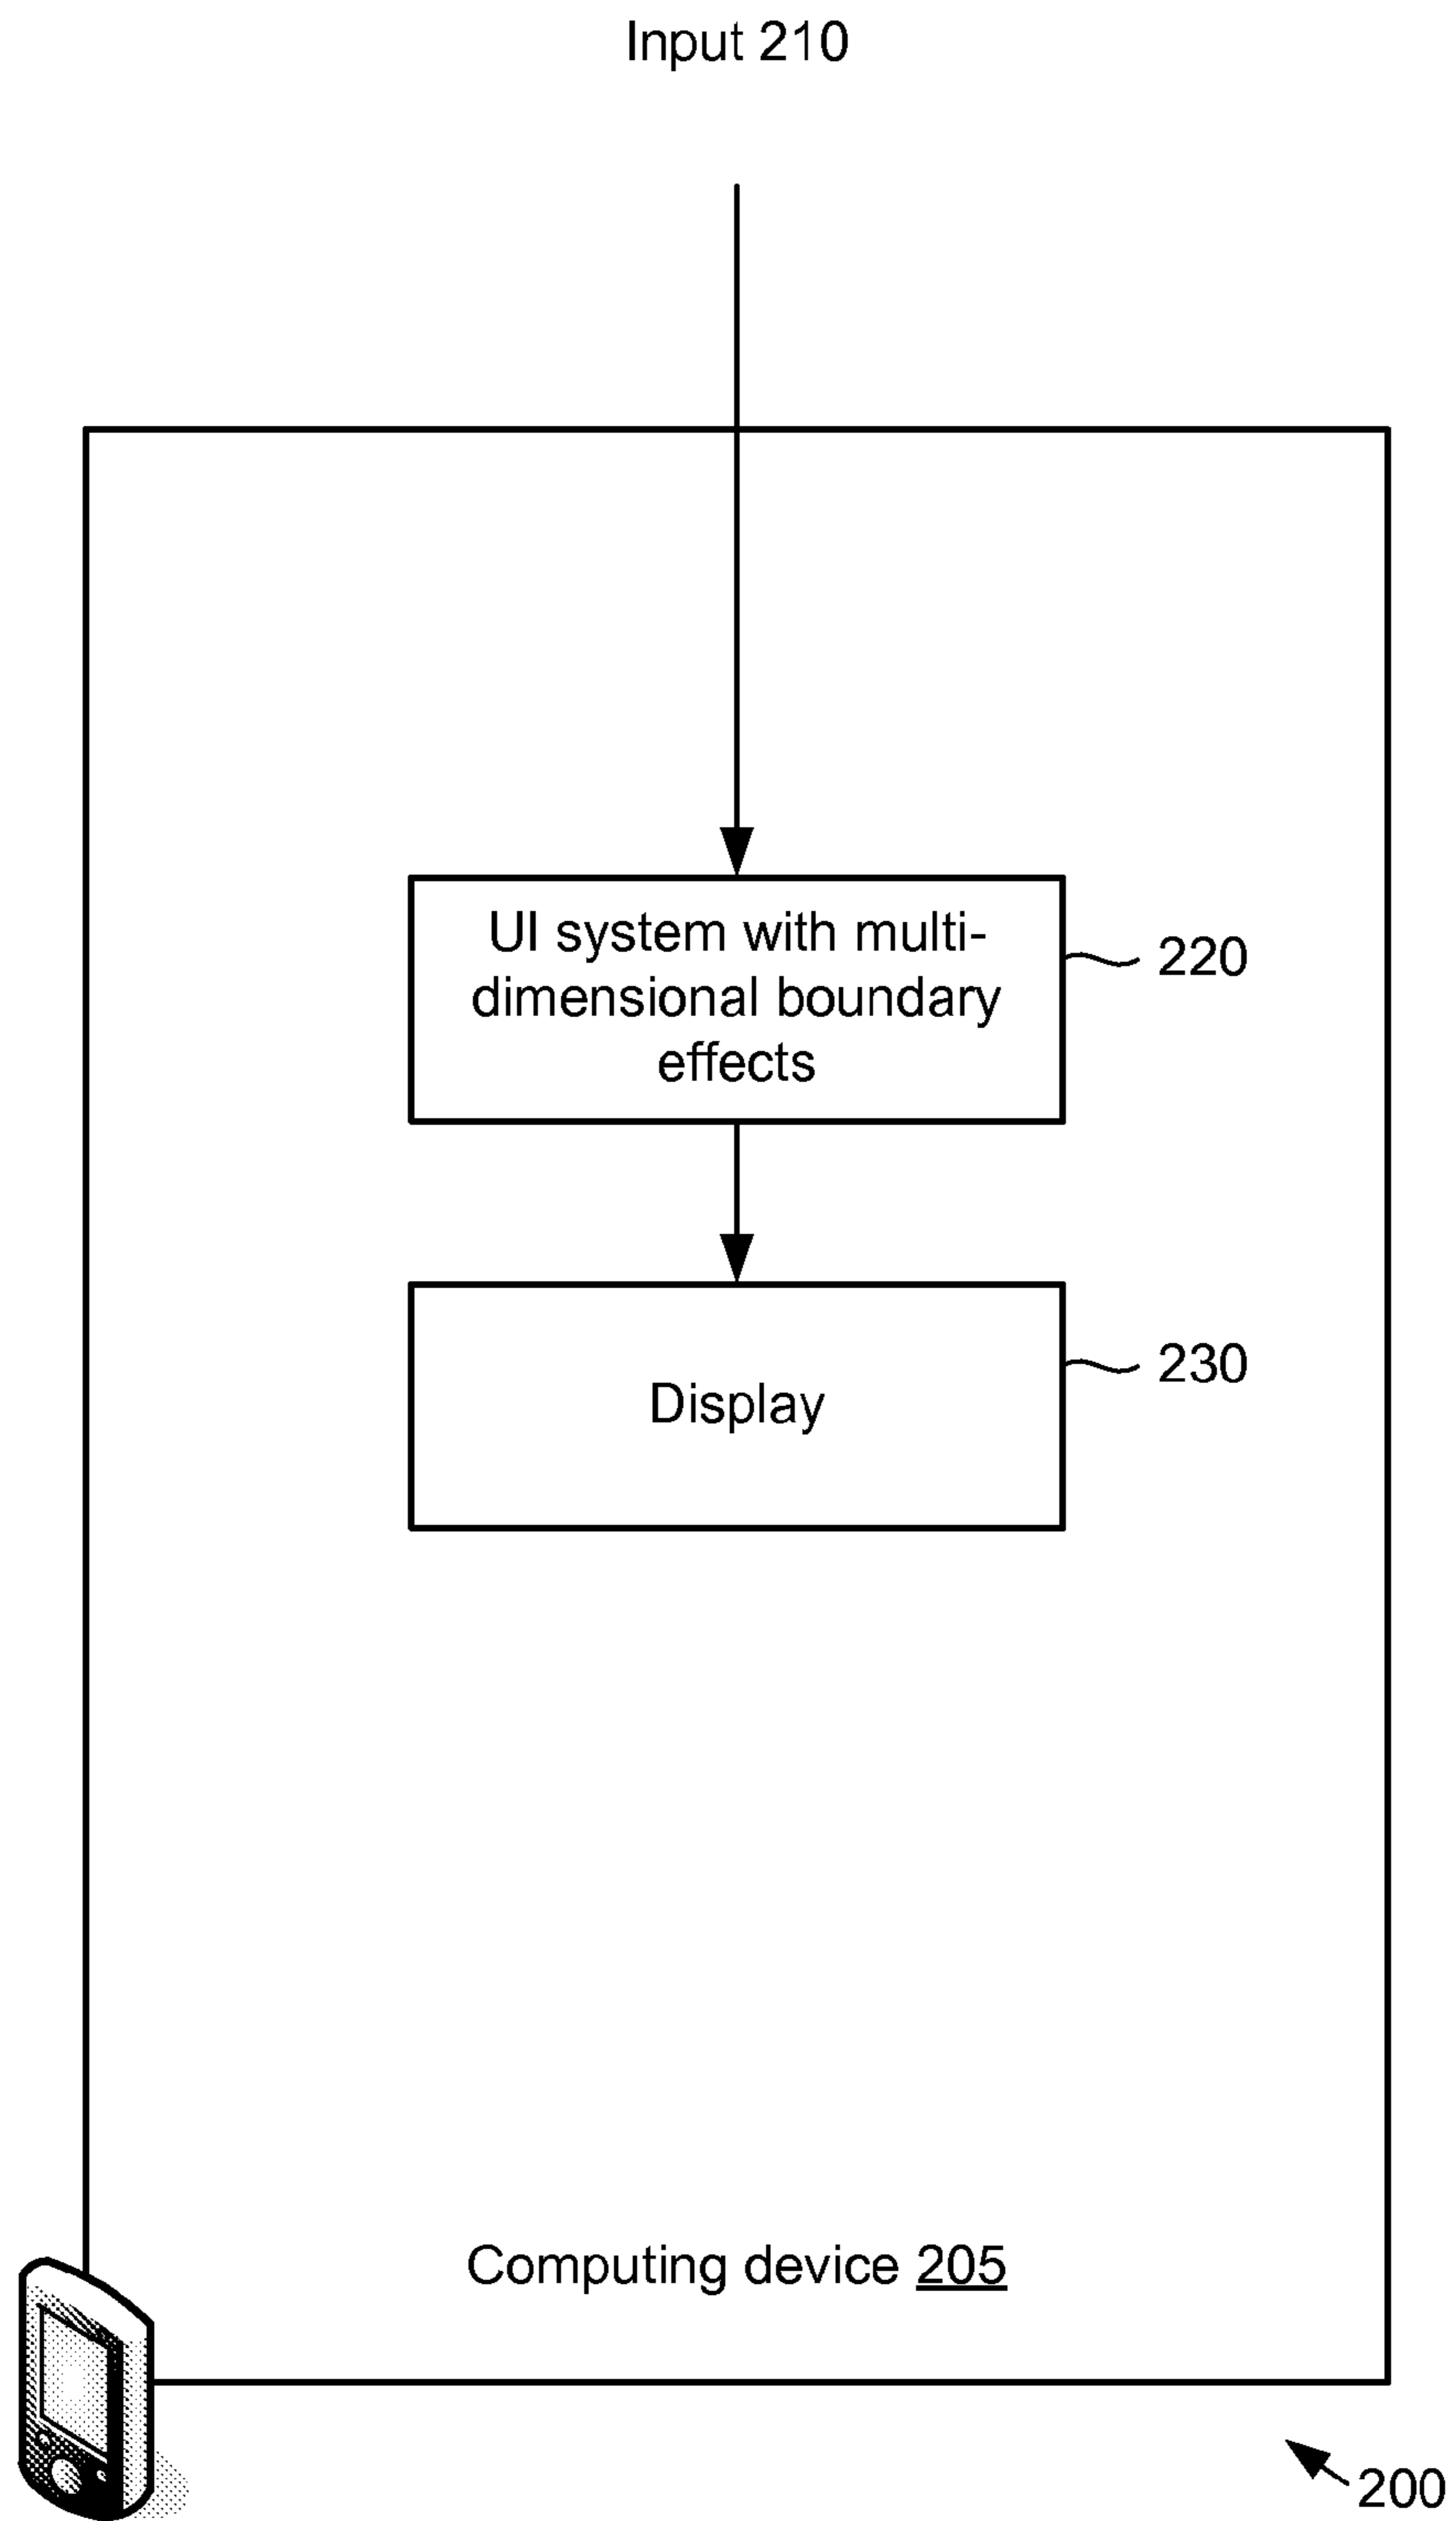 Input 210
UI system with multi-
dimensional boundary
effects
220
Display
230
Computing device 205
200